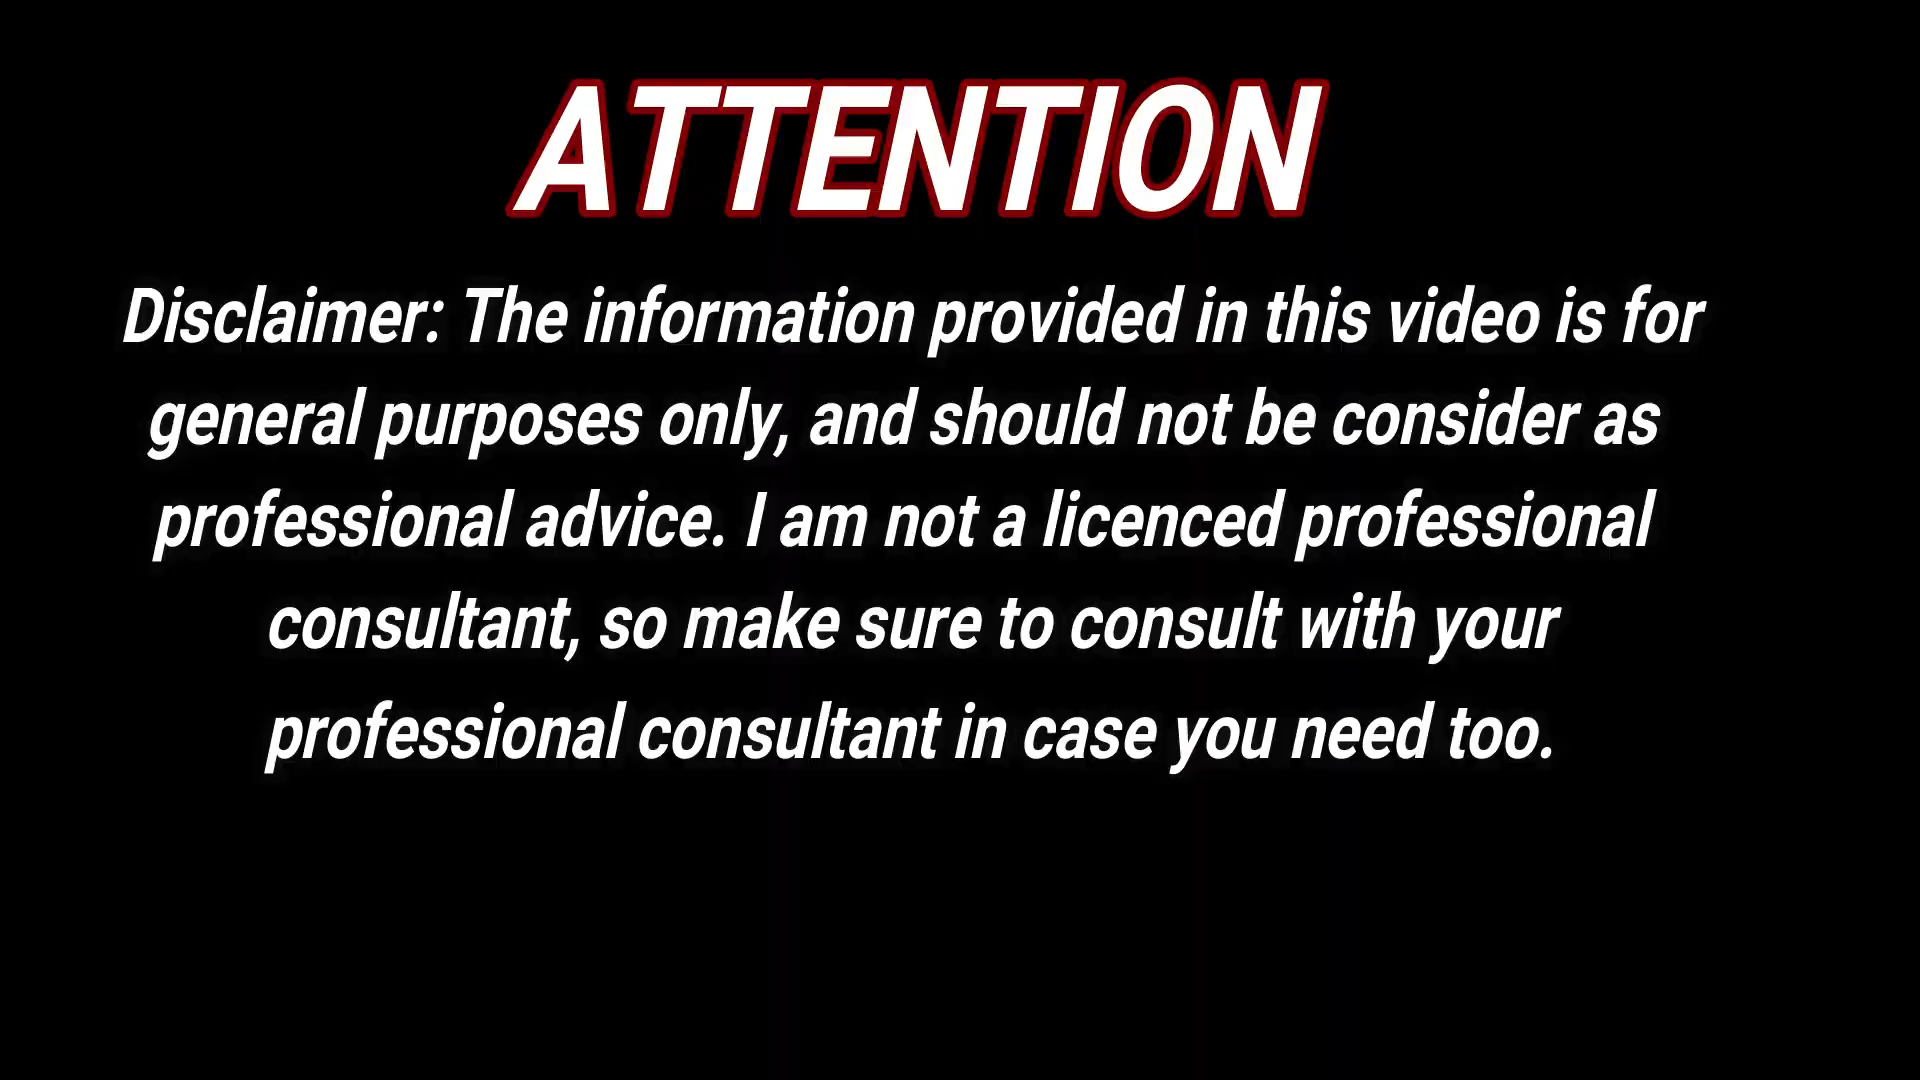 ATTENTION
Disclaimer: The information provided in this video is for
general purposes only, and should not be consider as
professional advice. I am not a licenced professional
consultant, so make sure to consult with your
professional consultant in case you need too.